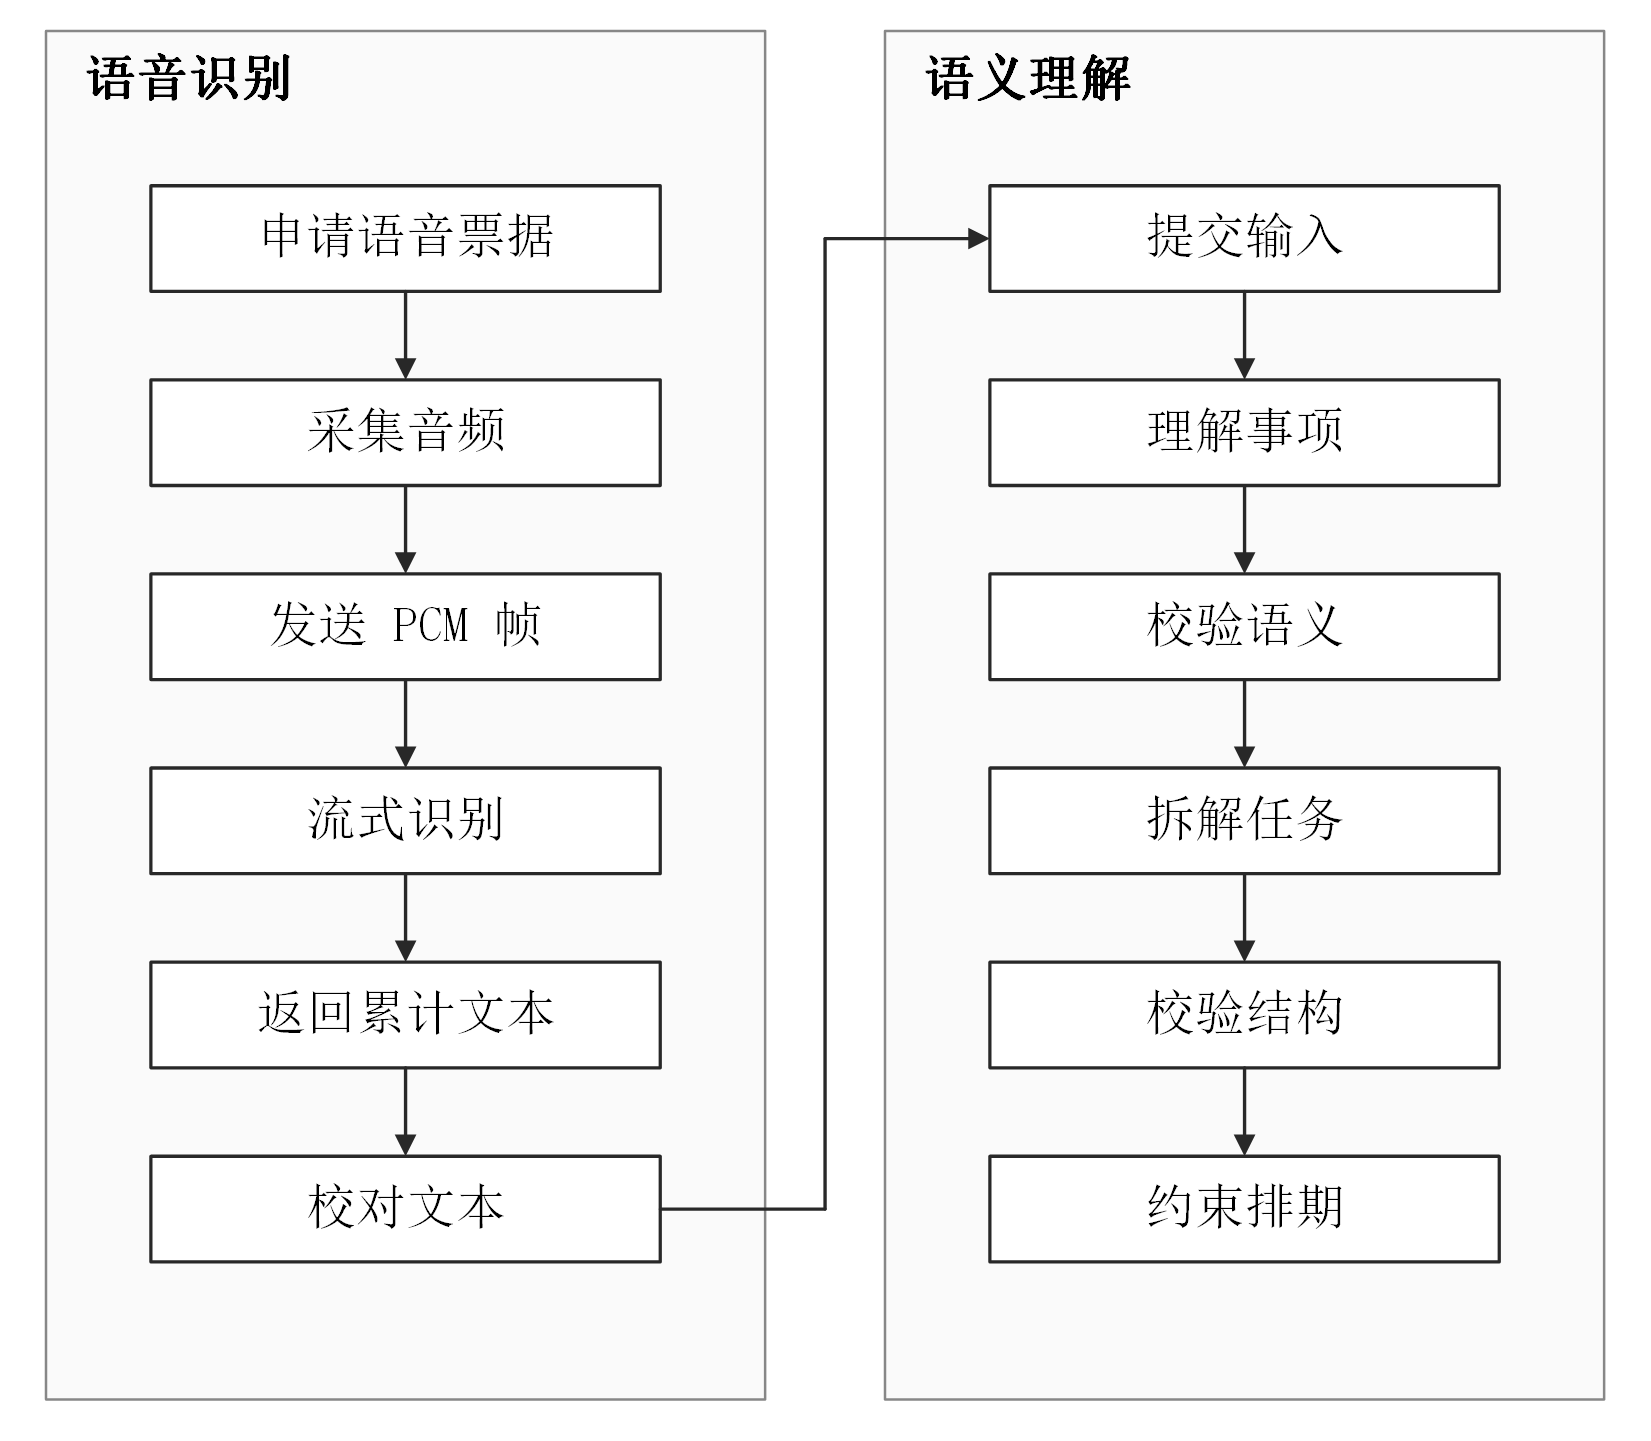 语音识别
申请语音票据
采集音频
发送 PCM 帧
流式识别
返回累计文本
校对文本
语义理解
提交输入
理解事项
校验语义
拆解任务
校验结构
约束排期